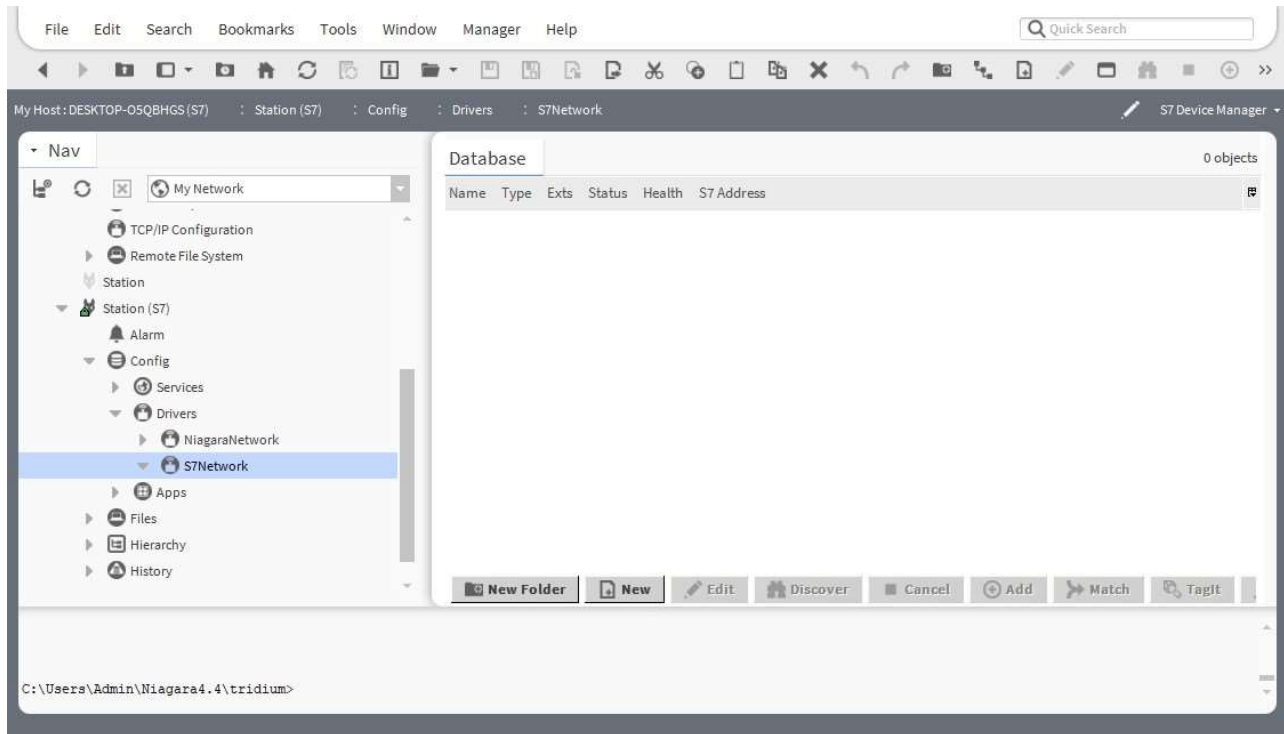 File Edit Search Bookmarks Tools Window Manager Help Quick Search
My Host : DESKTOP-O5QBHGS (S7) : Station (S7) : Config : Drivers : S7Network S7 Device Manager
Nav
My Network
TCP/IP Configuration
Remote File System
Station
Station (S7)
Alarm
Config
Services
Drivers
NiagaraNetwork
S7Network
Apps
Files
Hierarchy
History
Database 0 objects
Name Type Exts Status Health S7 Address
New Folder New Edit Discover Cancel Add Match TagIt
C:\Users\Admin\Niagara4.4\tridium>